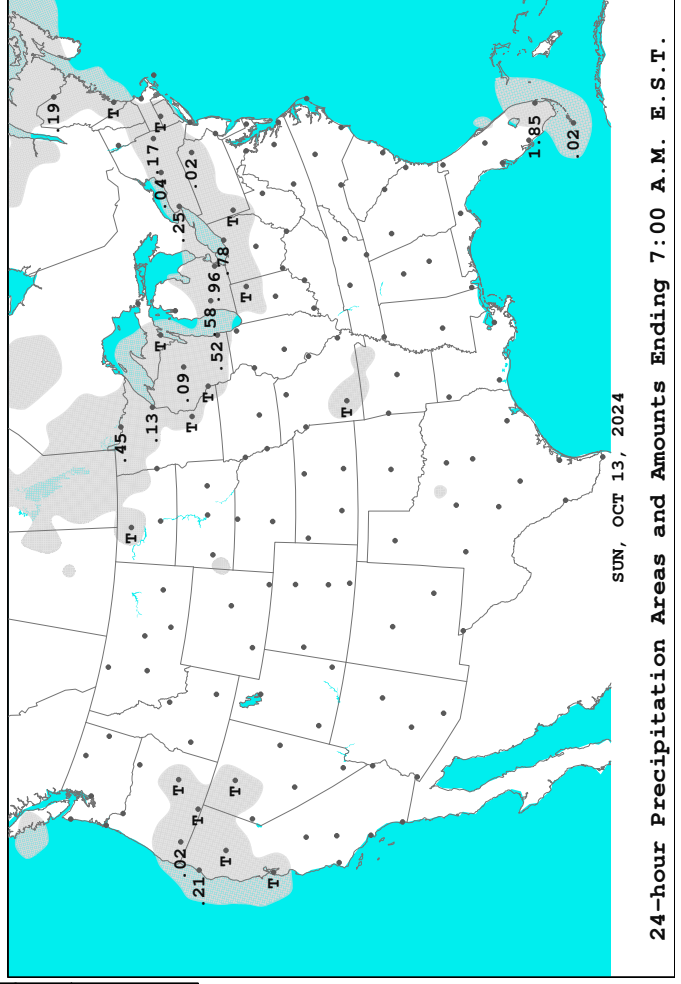 .19
T
T
.17
.04
.02
.25
T
.78
.96
T
.58
.52
T
.09
T
T
.13
.45
T
T
1.85
.02
T
T
T
.02
T
.21
T
SUN, OCT 13, 2024
24-hour Precipitation Areas and Amounts Ending 7:00 A.M. E.S.T.